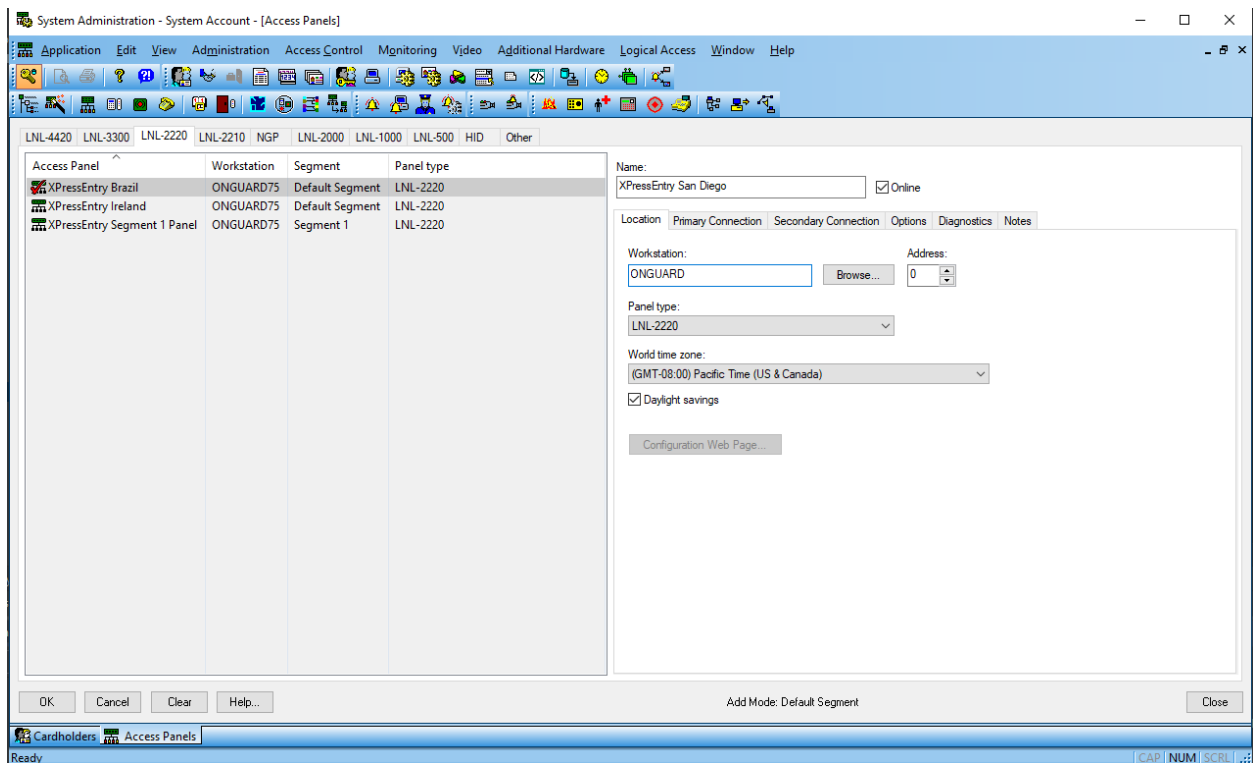 System Administration - System Account - [Access Panels]
Application Edit View Administration Access Control Monitoring Video Additional Hardware Logical Access Window Help
LNL-4420 LNL-3300 LNL-2220 LNL-2210 NGP LNL-2000 LNL-1000 LNL-500 HID Other
Access Panel Workstation Segment Panel type
XPressEntry Brazil ONGUARD75 Default Segment LNL-2220
XPressEntry Ireland ONGUARD75 Default Segment LNL-2220
XPressEntry Segment 1 Panel ONGUARD75 Segment 1 LNL-2220
Name:
XPressEntry San Diego Online
Location Primary Connection Secondary Connection Options Diagnostics Notes
Workstation: Address:
ONGUARD Browse... 0
Panel type:
LNL-2220
World time zone:
(GMT-08:00) Pacific Time (US & Canada)
Daylight savings
Configuration Web Page...
OK Cancel Clear Help... Add Mode: Default Segment Close
Cardholders Access Panels
Ready CAP NUM SCRL